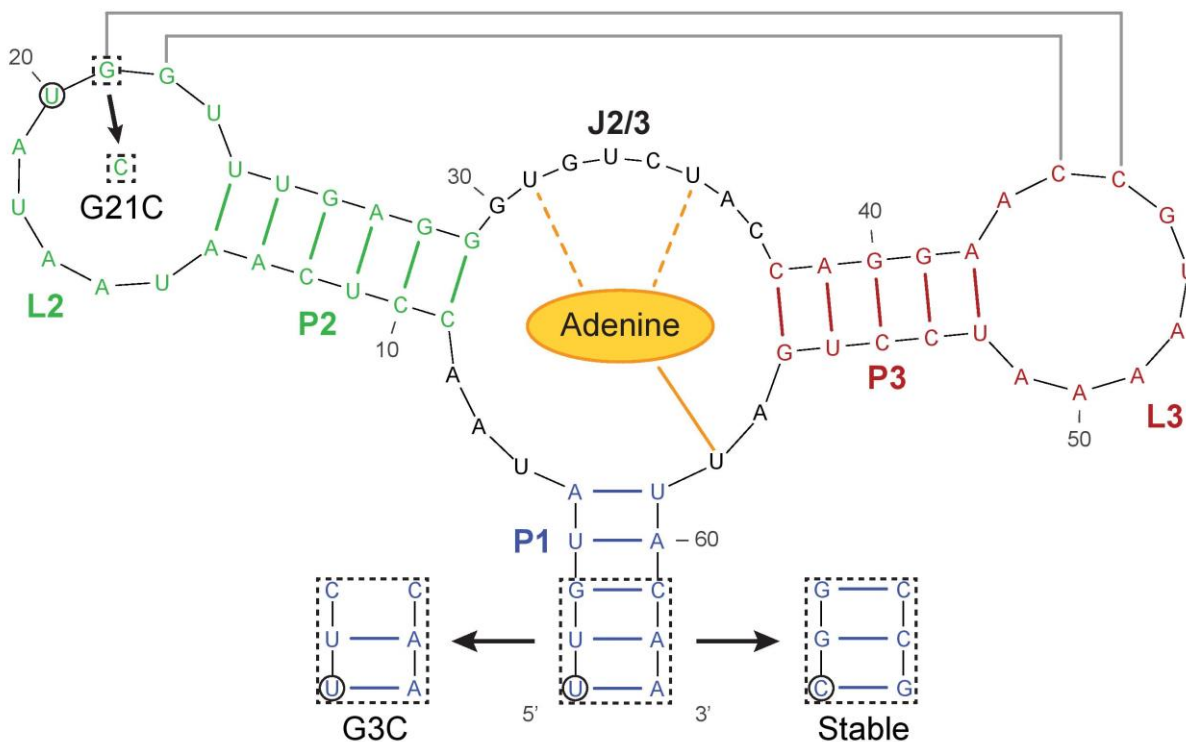 20
U G G U U U G A G G
A U A A U A A C U C C
C
G21C
L2
P2
10
J2/3
30
G U G U C U A C C
Adenine
40
C A G G A A C C G U A A A A U C C U G
P3
L3
50
A A U
A U
A U
P1
U A
60
G C
U A
U A
5’
3’
C C
U A
U A
G3C
G C
G C
C G
Stable